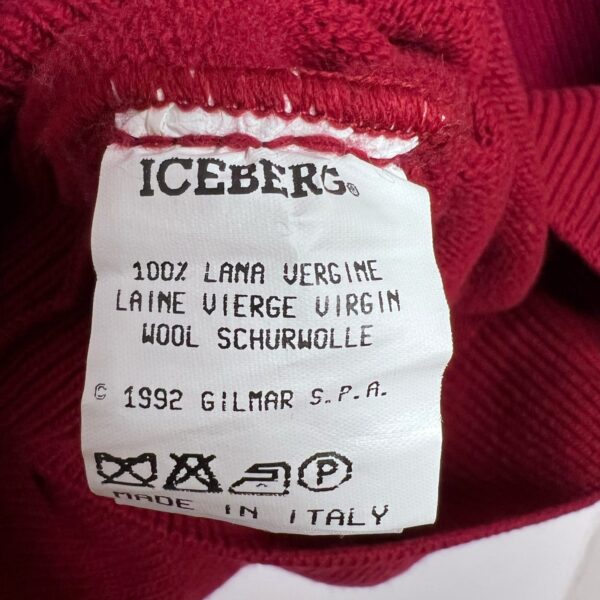 ICEBERG®
100% LANA VERGINE
LAINE VIERGE VIRGIN
WOOL SCHURWOLLE
© 1992 GILMAR S.P.A.
P
MADE IN ITALY